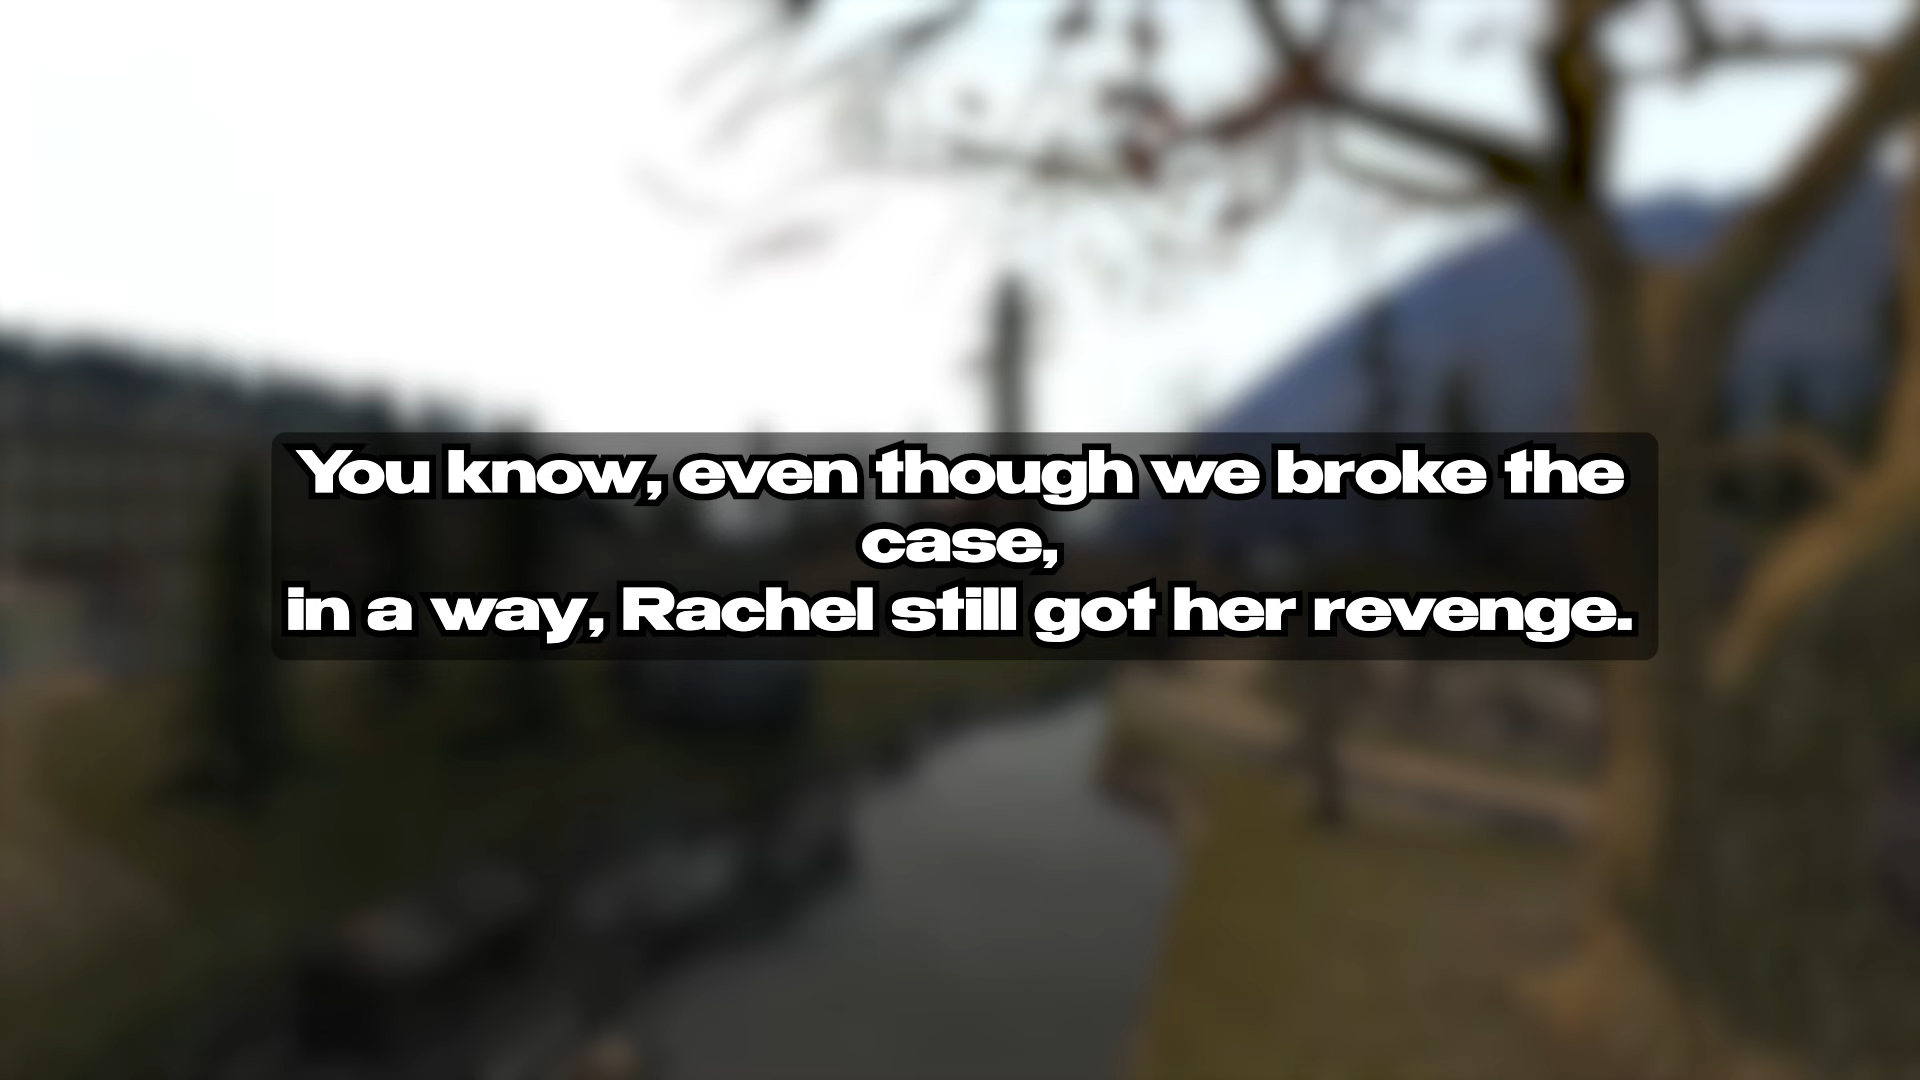 You know, even though we broke the
case,
in a way, Rachel still got her revenge.